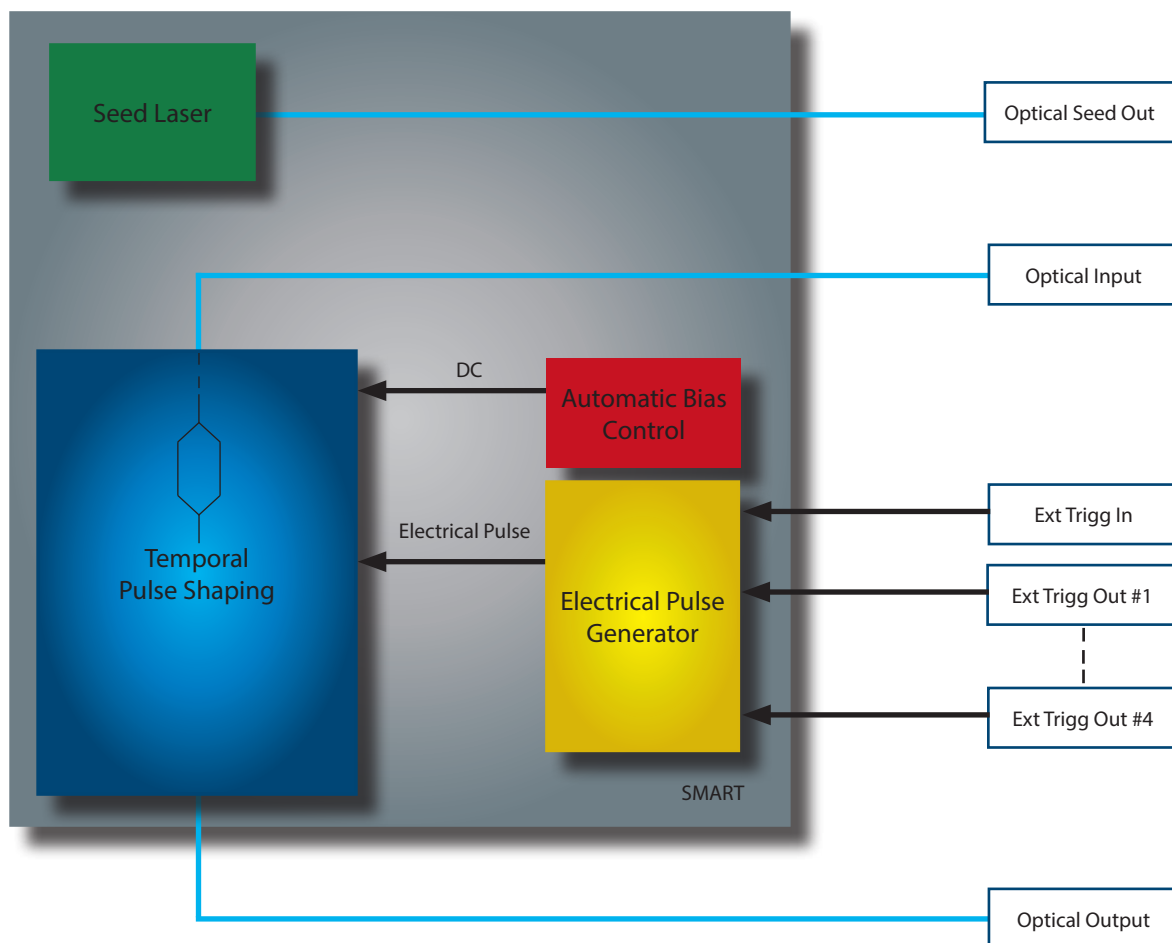 Seed Laser
Optical Seed Out
Optical Input
DC
Automatic Bias
Control
Ext Trigg In
Electrical Pulse
Temporal
Pulse Shaping
Electrical Pulse
Generator
Ext Trigg Out #1
Ext Trigg Out #4
SMART
Optical Output